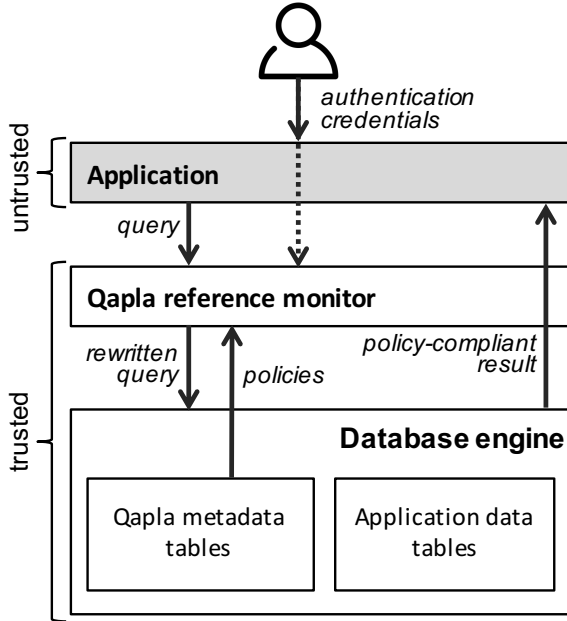 authentication
credentials
untrusted
Application
query
Qapla reference monitor
rewritten
query
policies
policy-compliant
result
trusted
Database engine
Qapla metadata
tables
Application data
tables